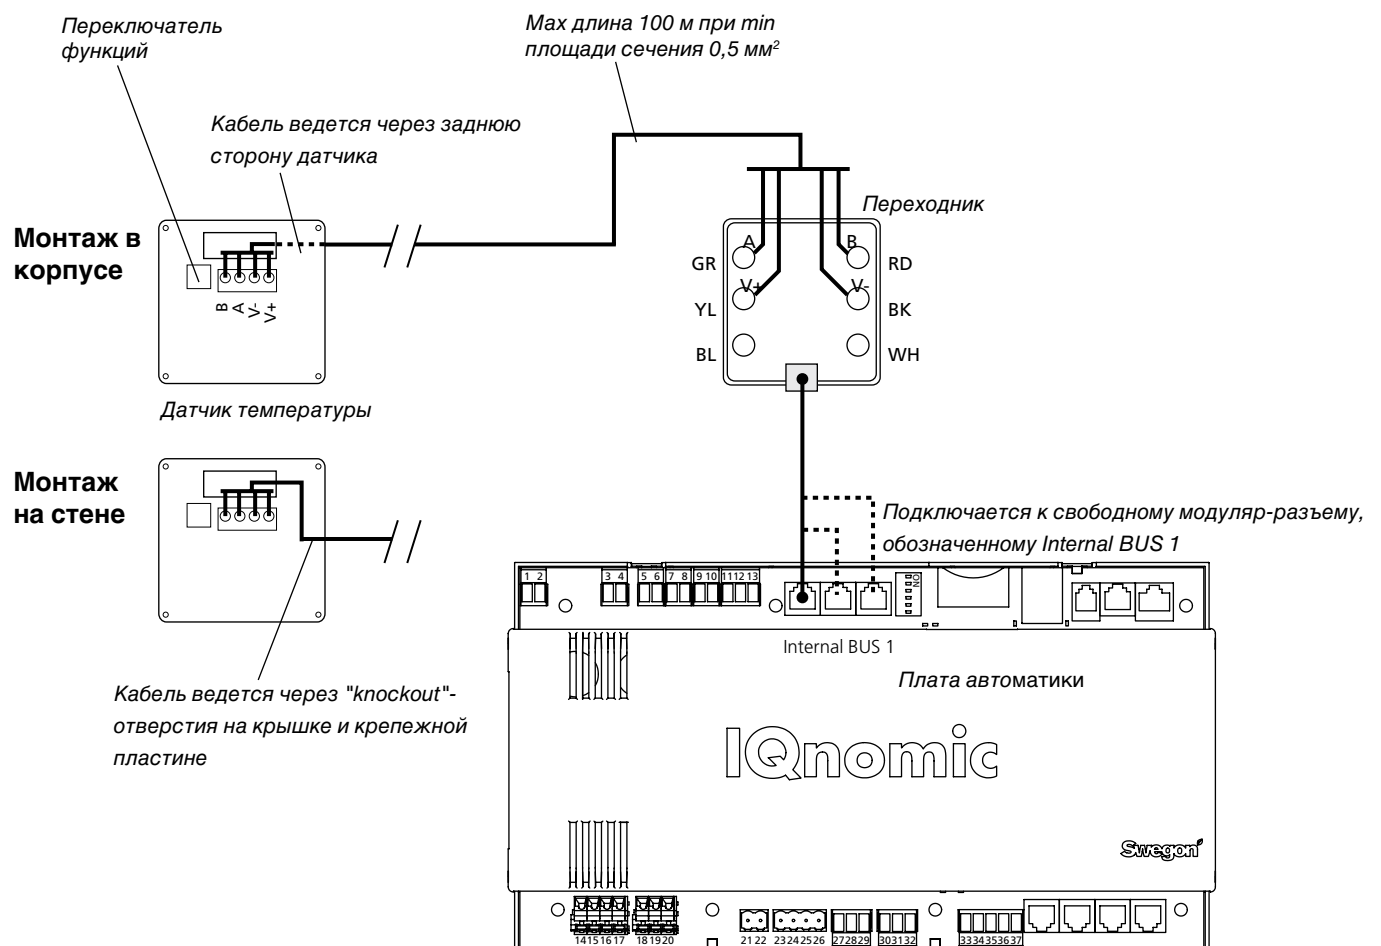 Переключатель
функций
Max длина 100 м при min
площади сечения 0,5 мм²
Кабель ведется через заднюю
сторону датчика
Переходник
Монтаж в
корпусе
A
B
GR
RD
V+
V-
YL
BK
BL
WH
B
A
V-
V+
Датчик температуры
Монтаж
на стене
Подключается к свободному модуляр-разъему,
обозначенному Internal BUS 1
1 2
3 4
5 6
7 8
9 10
11 12 13
ON
Internal BUS 1
Плата автоматики
Кабель ведется через "knockout"-
отверстия на крышке и крепежной
пластине
IQnomic
Swegon
14 15 16 17
18 19 20
21 22
23 24 25 26
27 28 29
30 31 32
33 34 35 36 37